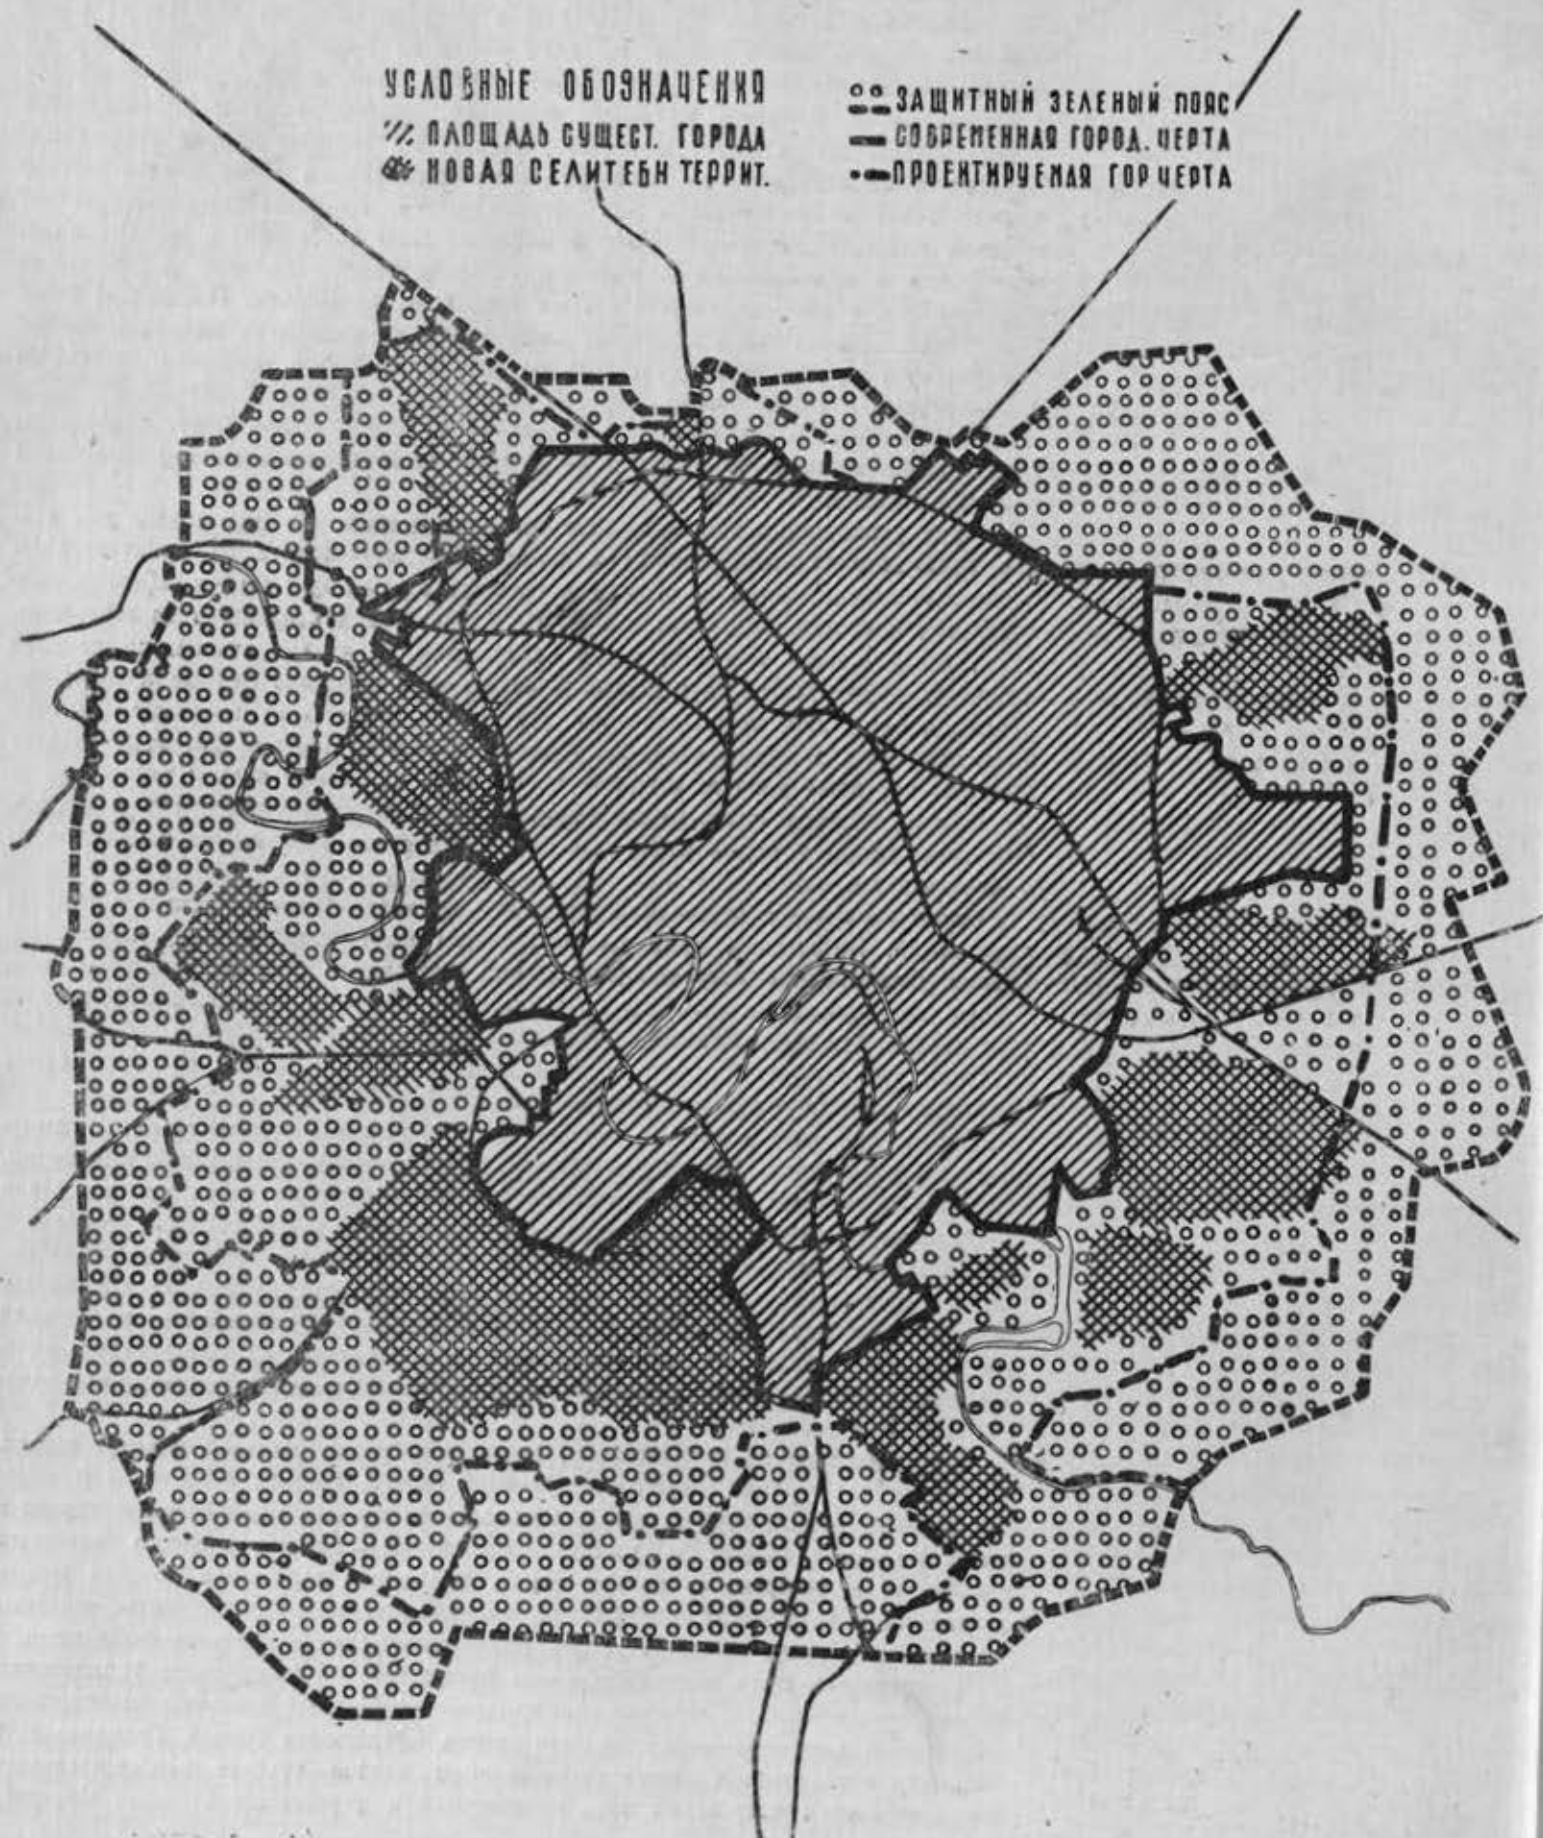 УСЛОВНЫЕ ОБОЗНАЧЕНИЯ
ПЛОЩАДЬ СУЩЕСТ. ГОРОДА
НОВАЯ СЕЛИТЕБН ТЕРРИТ.
ЗАЩИТНЫЙ ЗЕЛЕНЫЙ ПОЯС
СОВРЕМЕННАЯ ГОРОД. ЧЕРТА
ПРОЕКТИРУЕМАЯ ГОР ЧЕРТА